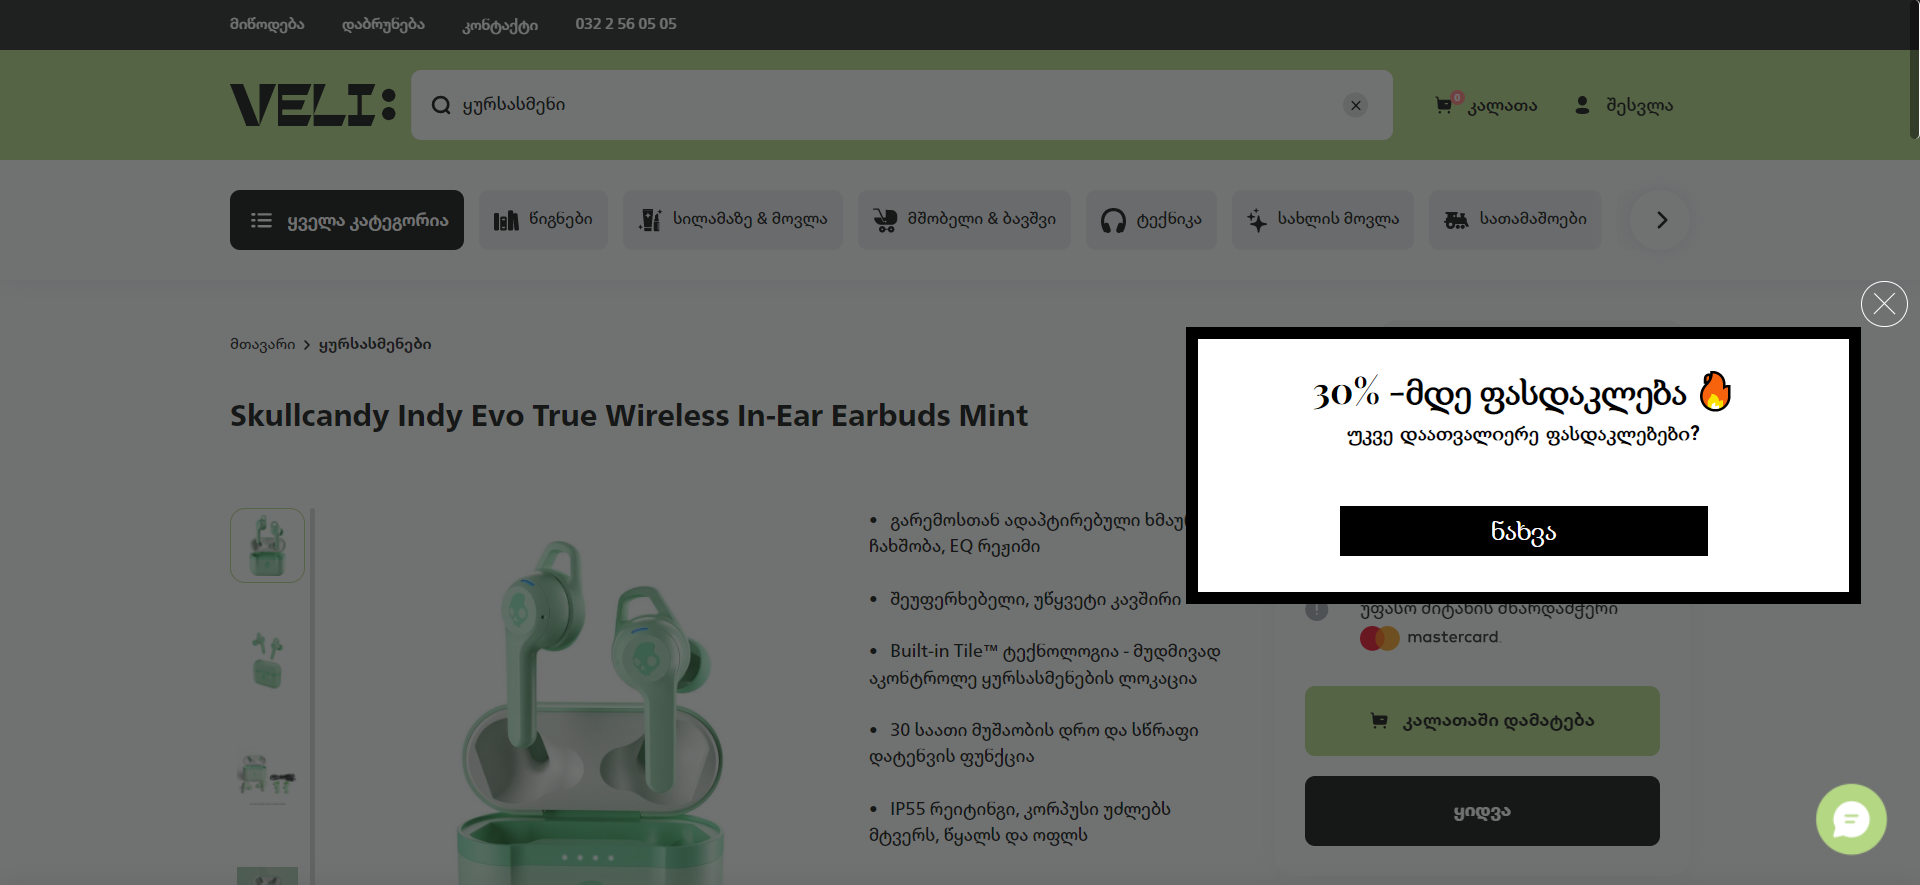 მიწოდება დაბრუნება კონტაქტი 032 2 56 05 05
VELI:
ყურსასმენი
0 კალათა შესვლა
ყველა კატეგორია წიგნები სილამაზე & მოვლა მშობელი & ბავშვი ტექნიკა სახლის მოვლა სათამაშოები
მთავარი > ყურსასმენები
Skullcandy Indy Evo True Wireless In-Ear Earbuds Mint
30% -მდე ფასდაკლება 🔥
უკვე დაათვალიერე ფასდაკლებები?
ნახვა
• გარემოსთან ადაპტირებული
ჩახშობა, EQ რეჟიმი
• შეუფერხებელი, უწყვეტი კავშირი
• Built-in Tile™ ტექნოლოგია - მუდმივად
აკონტროლე ყურსასმენების ლოკაცია
• 30 საათი მუშაობის დრო და სწრაფი
დატენვის ფუნქცია
• IP55 რეიტინგი, კორპუსი უძლებს
მტვერს, წყალს და ოფლს
უფასო მიტანის მხარდამჭერი
mastercard.
კალათაში დამატება
ყიდვა